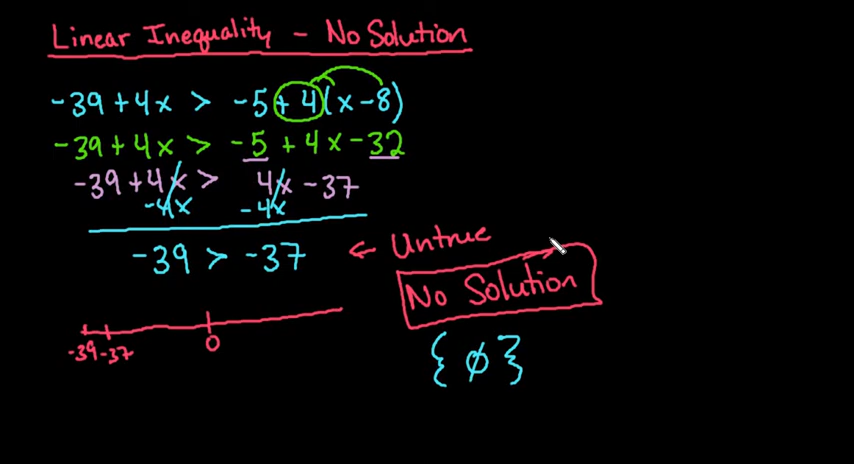 Linear Inequality - No Solution
-39 + 4x > -5 + 4(x - 8)
-39 + 4x > -5 + 4x - 32
-39 + 4x > 4x - 37
-4x -4x
-39 > -37 ← Untrue
No Solution
-39 -37 0
{ ∅ }